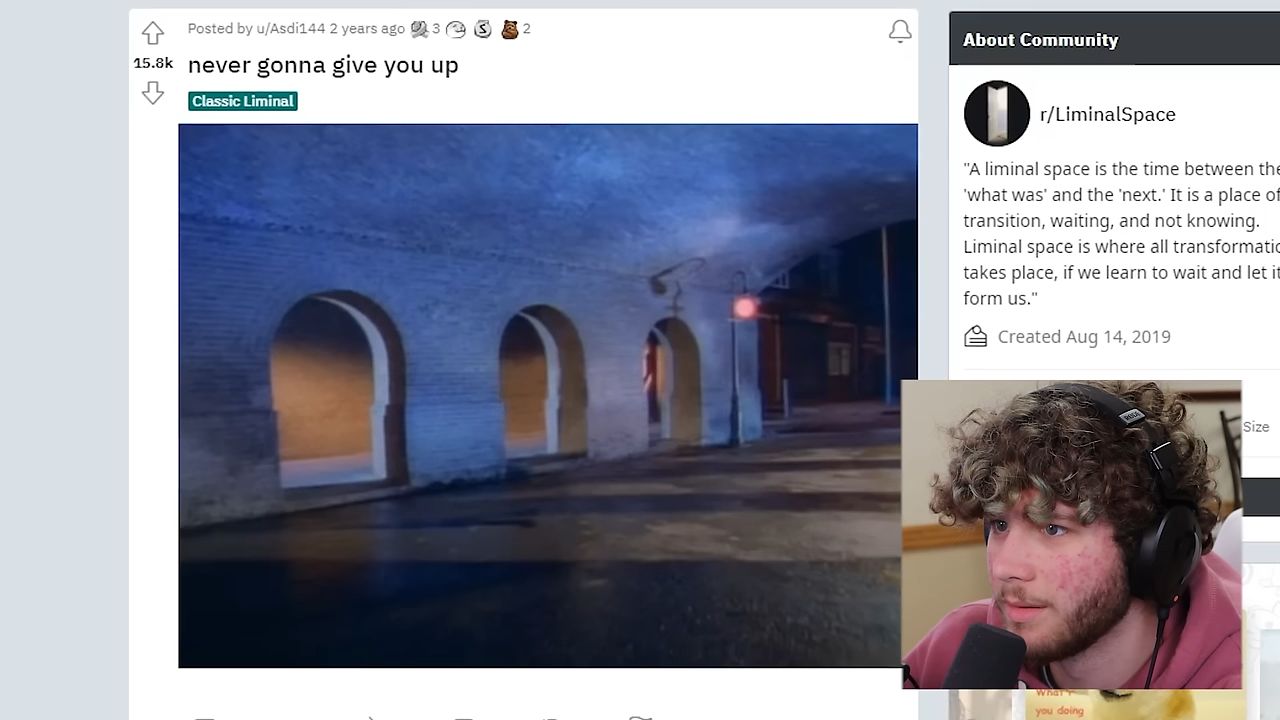 Posted by u/Asdi144 2 years ago 3 2
15.8k
never gonna give you up
Classic Liminal
About Community
r/LiminalSpace
"A liminal space is the time between the
'what was' and the 'next.' It is a place of
transition, waiting, and not knowing.
Liminal space is where all
takes place, if we learn to wait and let it
form us."
Created Aug 14, 2019
Size
RØDE
What
you doing